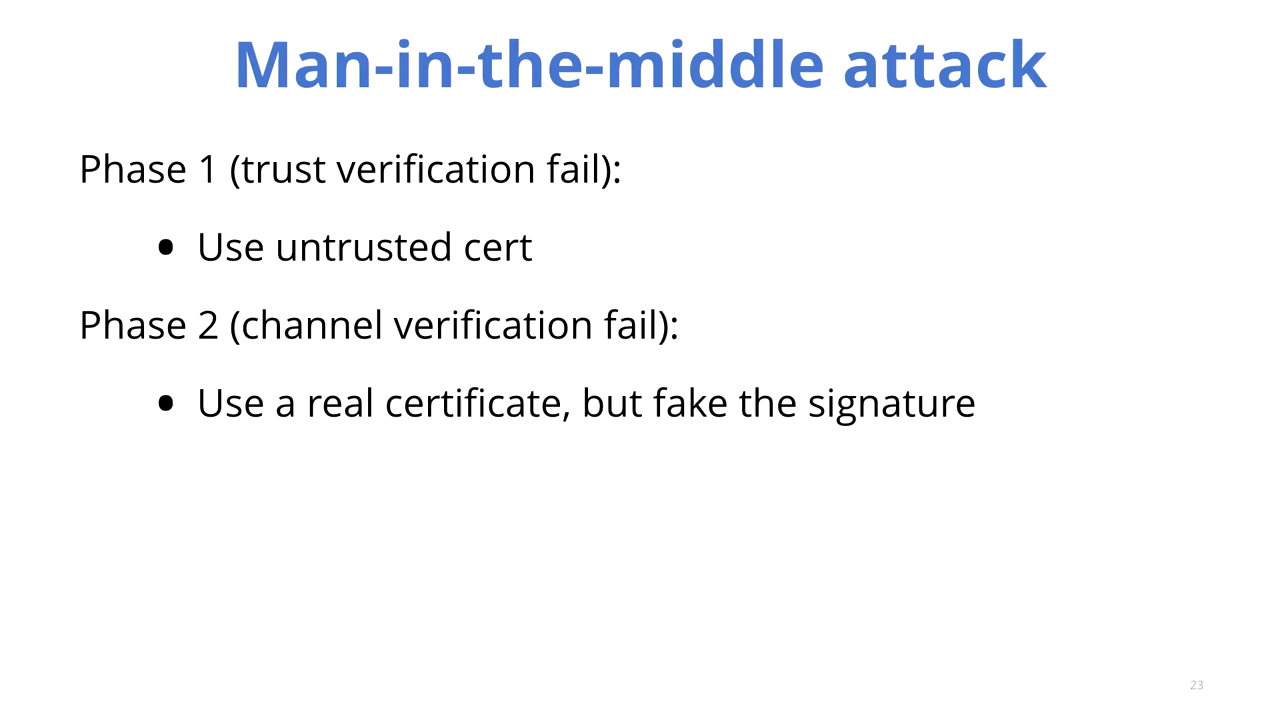 Man-in-the-middle attack
Phase 1 (trust verification fail):
• Use untrusted cert
Phase 2 (channel verification fail):
• Use a real certificate, but fake the signature
23